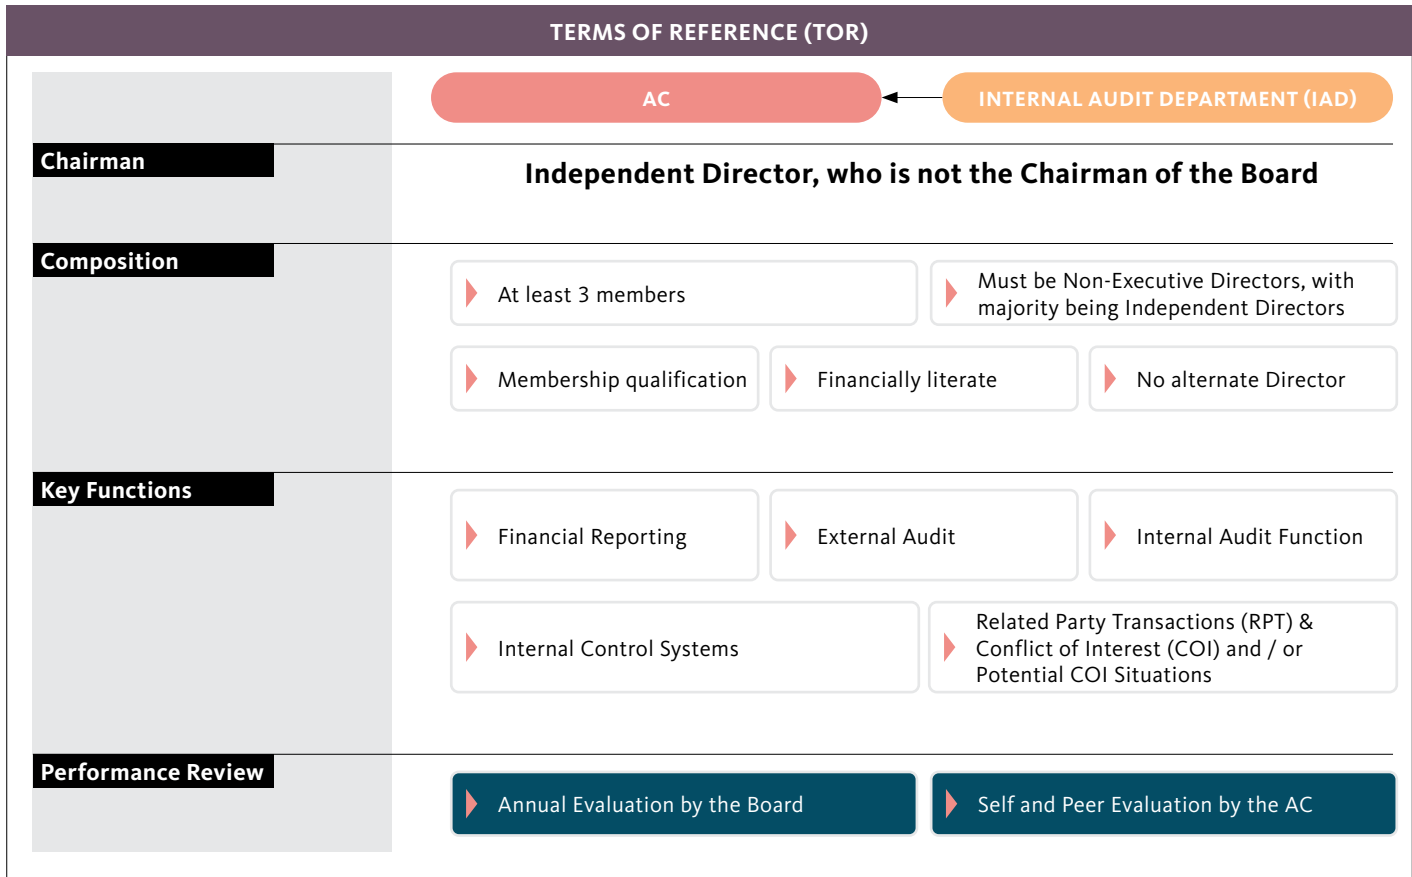 TERMS OF REFERENCE (TOR)
AC
INTERNAL AUDIT DEPARTMENT (IAD)
Chairman
Independent Director, who is not the Chairman of the Board
Composition
At least 3 members
Must be Non-Executive Directors, with
majority being Independent Directors
Membership qualification
Financially literate
No alternate Director
Key Functions
Financial Reporting
External Audit
Internal Audit Function
Internal Control Systems
Related Party Transactions (RPT) &
Conflict of Interest (COI) and / or
Potential COI Situations
Performance Review
Annual Evaluation by the Board
Self and Peer Evaluation by the AC